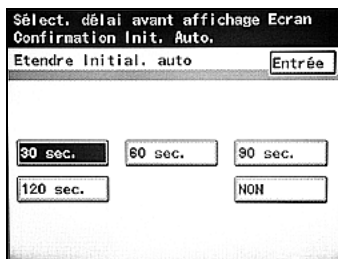 Sélect. délai avant affichage Ecran
Confirmation Init. Auto.
Etendre Initial. auto
Entrée
30 sec.
60 sec.
90 sec.
120 sec.
NON